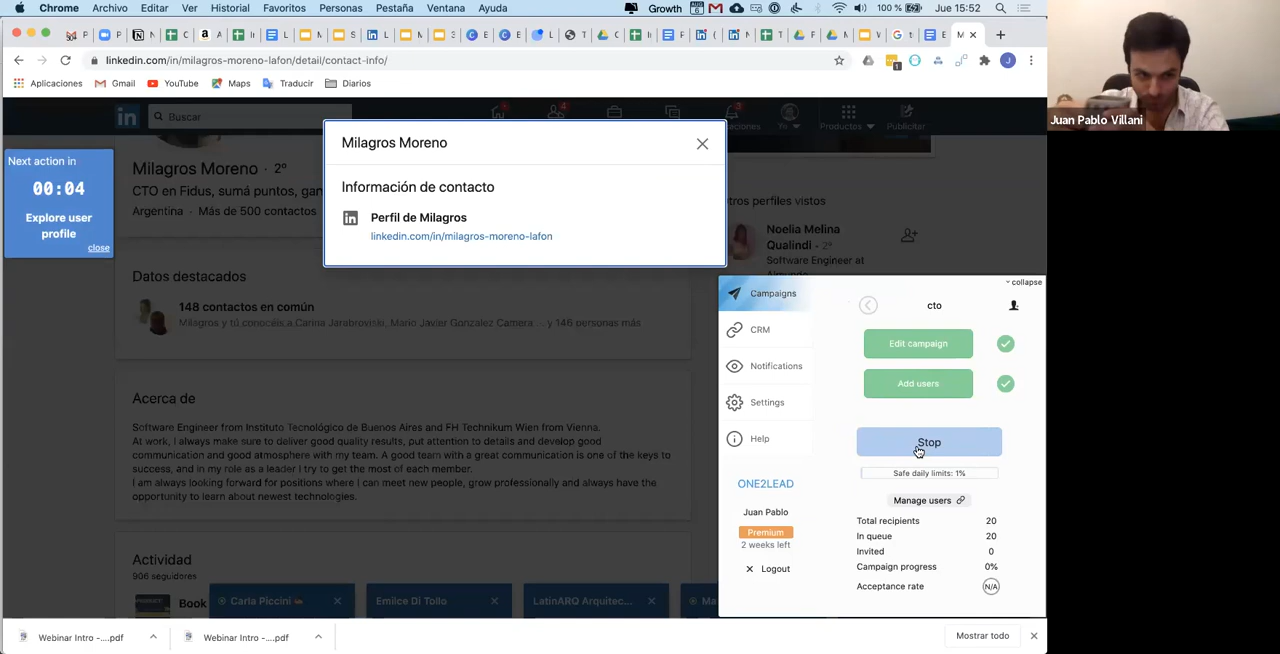 Chrome Archivo Editar Ver Historial Favoritos Personas Pestaña Ventana Ayuda
Growth 100 % Jue 15:52
linkedin.com/in/milagros-moreno-lafon/detail/contact-info/
Aplicaciones Gmail YouTube Maps Traducir Diarios
Juan Pablo Villani
Buscar
Productos Publicitar
Next action in
00:04
Explore user
profile
close
Milagros Moreno · 2º
CTO en Fidus, sumá puntos, gan
Argentina · Más de 500 contactos
Milagros Moreno
Información de contacto
Perfil de Milagros
linkedin.com/in/milagros-moreno-lafon
tros perfiles vistos
Noelia Melina
Qualindi · 2º
Software Engineer at
Datos destacados
148 contactos en común
Milagros y tú conocéis a Carina Jarabroviski, Mario Javier Gonzalez Camera... y 146 personas más
Acerca de
Software Engineer from Instituto Tecnológico de Buenos Aires and FH Technikum Wien from Vienna.
At work, I always make sure to deliver good quality results, put attention to details and develop good
communication and good atmosphere with my team. A good team with a great communication is one of the keys to
success, and in my role as a leader I try to get the most of each member.
I am always looking forward for positions where I can meet new people, grow professionally and always have the
opportunity to learn about newest technologies.
Actividad
906 seguidores
Book
Carla Piccini
Emilce Di Tollo
LatinARQ Arquitec...
collapse
Campaigns
CRM
Notifications
Settings
Help
ONE2LEAD
Juan Pablo
Premium
2 weeks left
Logout
cto
Edit campaign
Add users
Stop
Safe daily limits: 1%
Manage users
Total recipients 20
In queue 20
Invited 0
Campaign progress 0%
Acceptance rate N/A
Webinar Intro -....pdf
Webinar Intro -....pdf
Mostrar todo